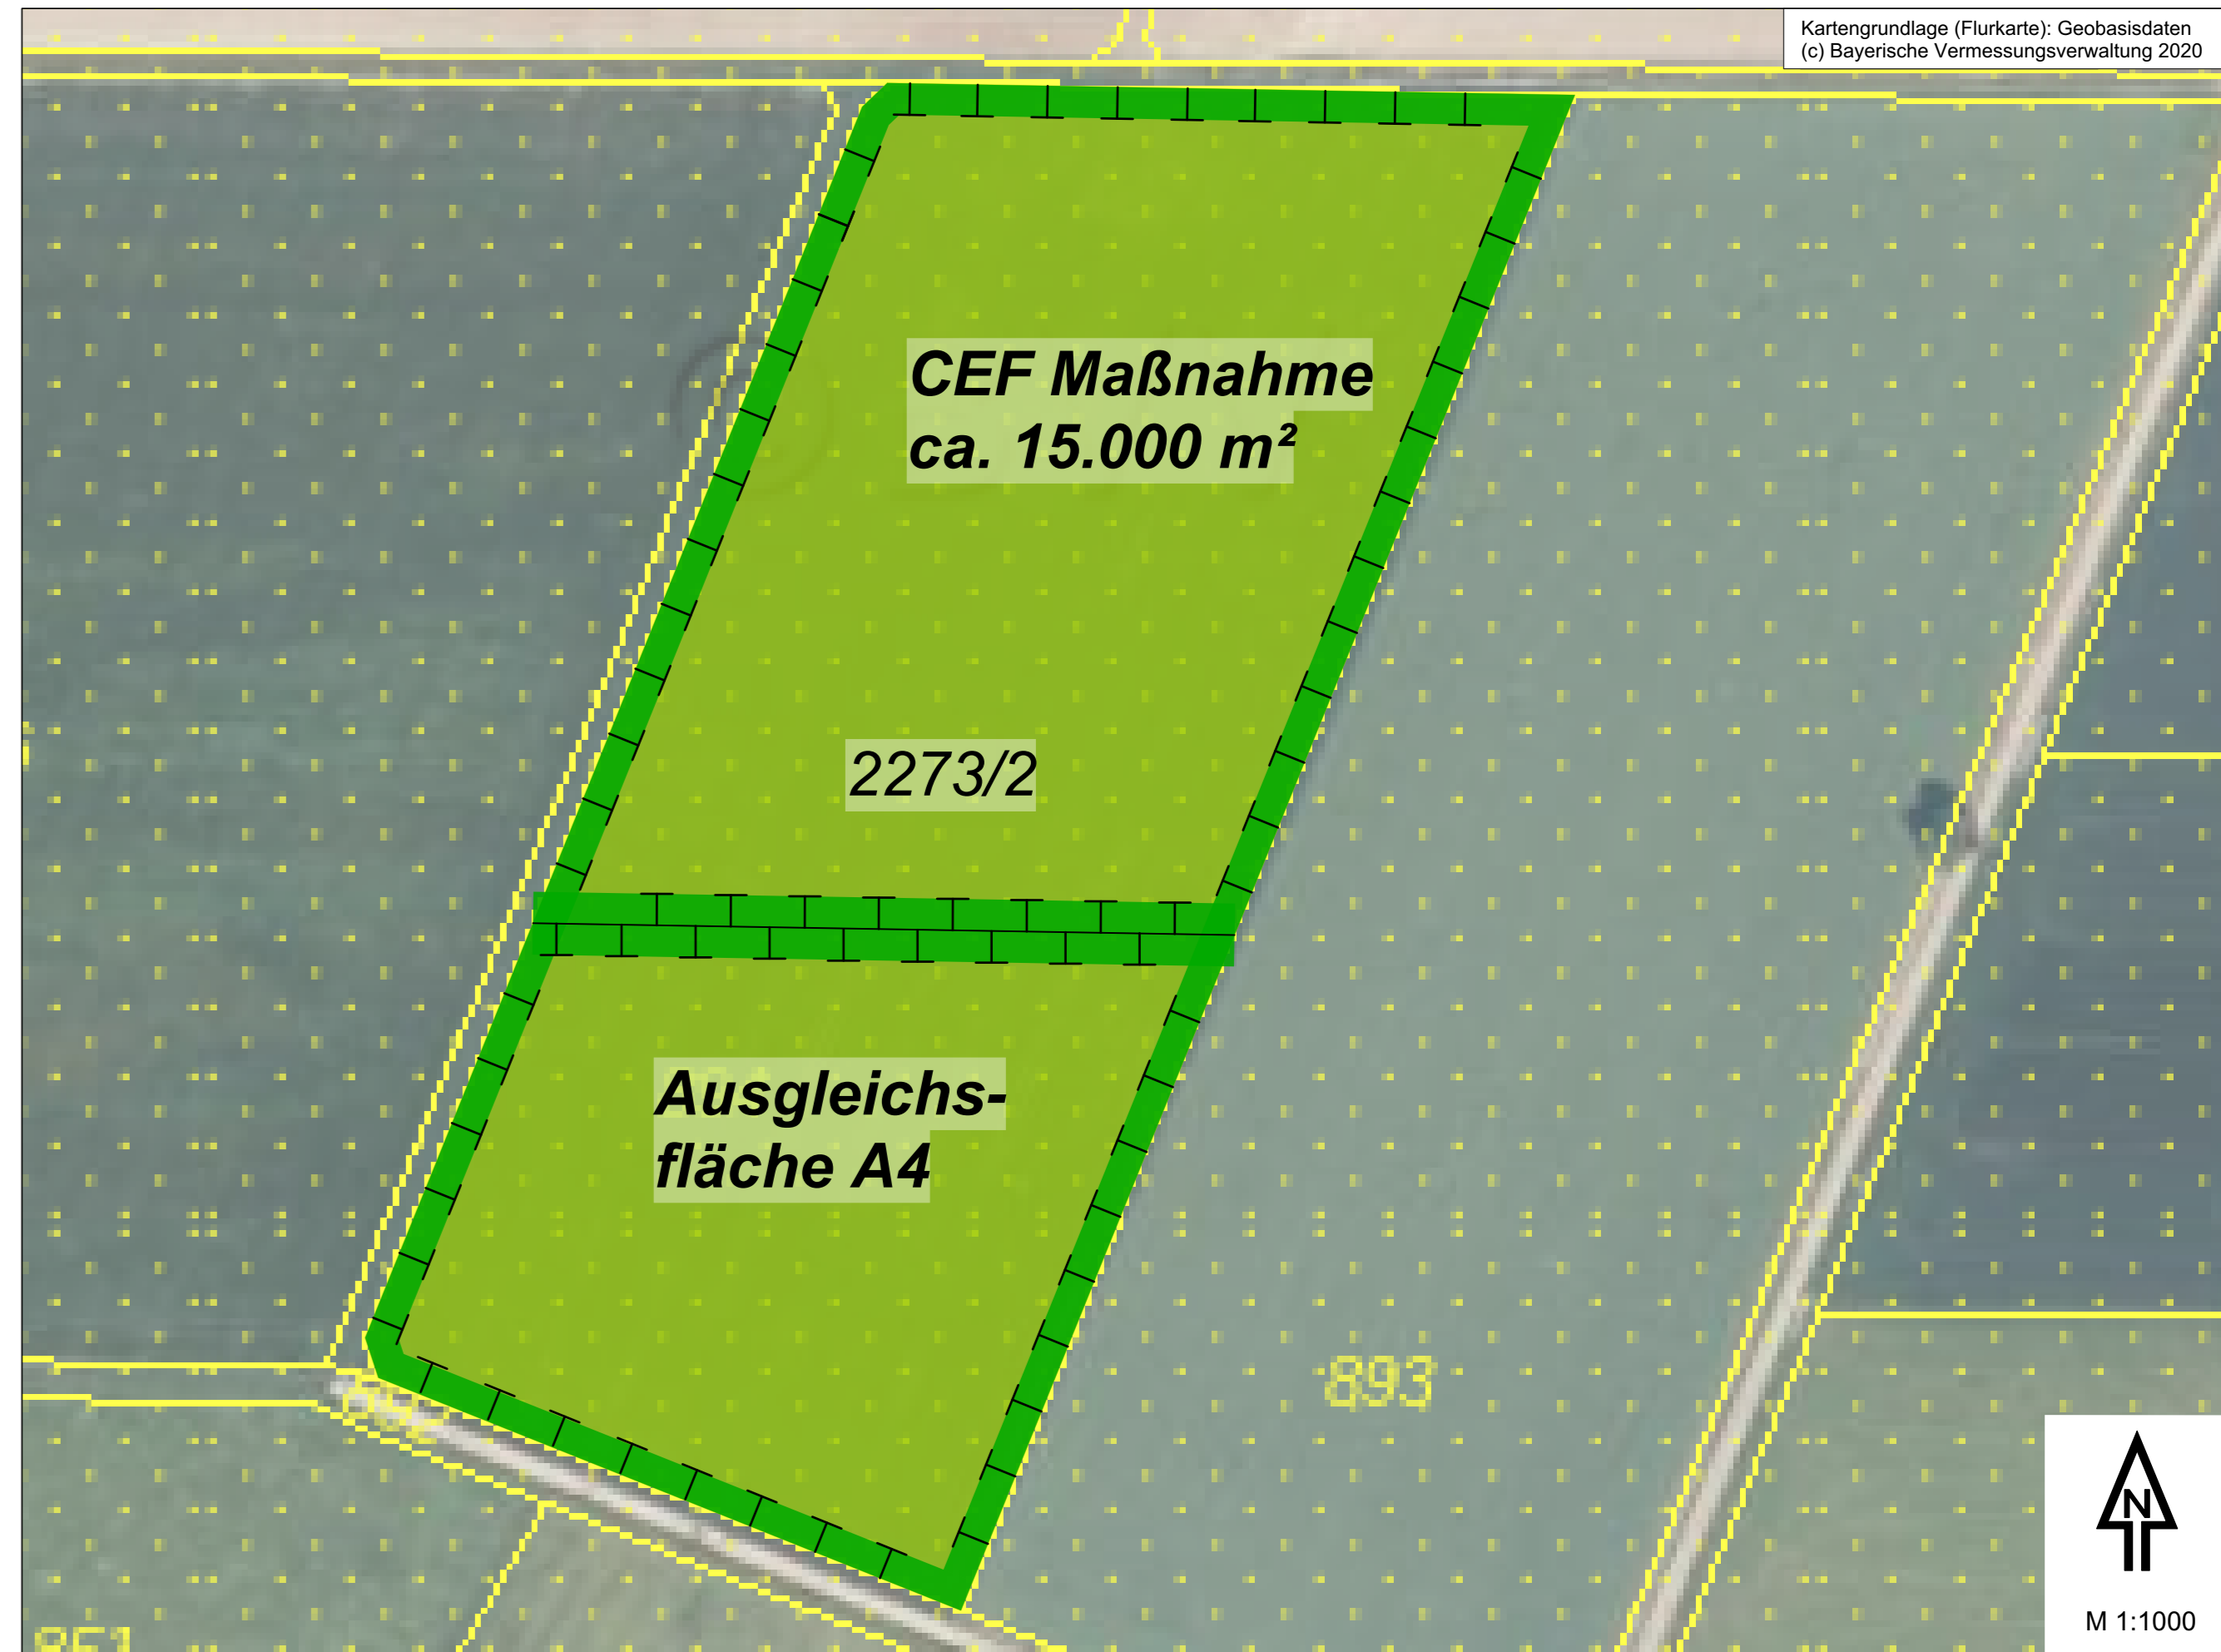 Kartengrundlage (Flurkarte): Geobasisdaten
(c) Bayerische Vermessungsverwaltung 2020
CEF Maßnahme
ca. 15.000 m²
2273/2
Ausgleichs-
fläche A4
893
N
M 1:1000